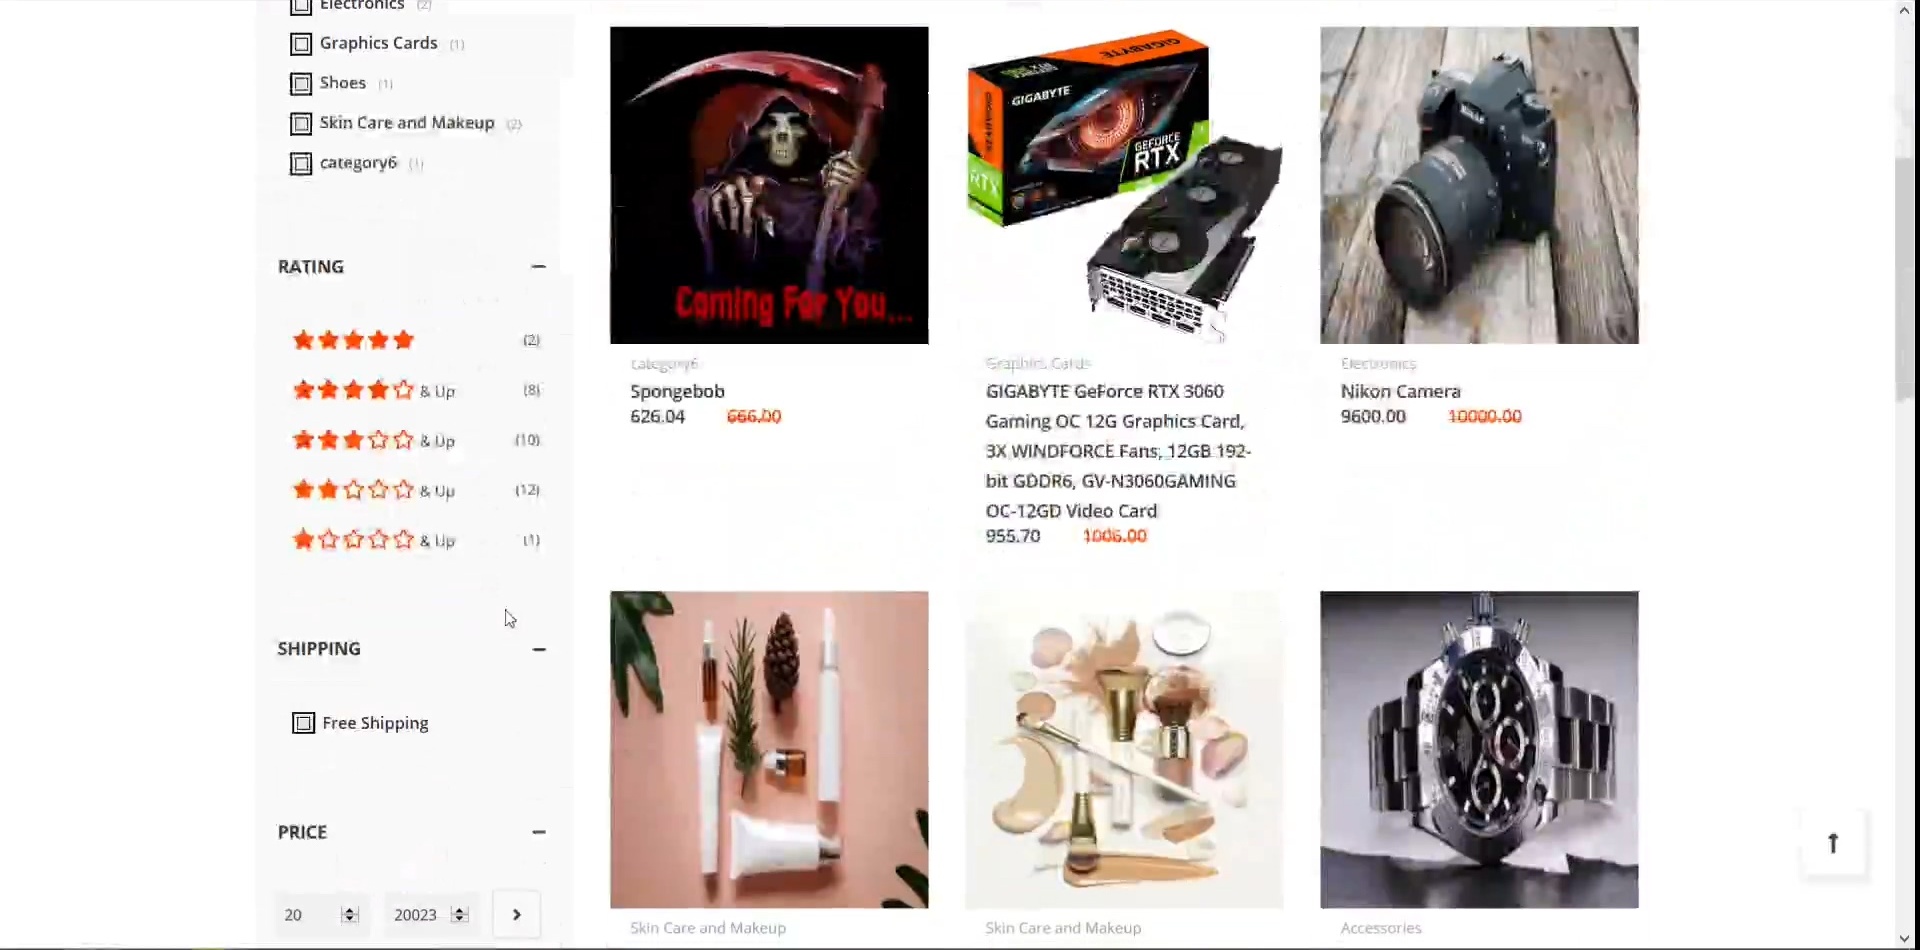 Electronics (2)
Graphics Cards (1)
Shoes (1)
Skin Care and Makeup (2)
category6 (1)
RATING
(2)
& Up (8)
& Up (10)
& Up (12)
& Up (1)
SHIPPING
Free Shipping
PRICE
20
20023
Coming For You...
category6
Spongebob
626.04 666.00
GIGABYTE
GIGABYTE
GEFORCE
RTX
RTX
Graphics Cards
GIGABYTE GeForce RTX 3060
Gaming OC 12G Graphics Card,
3X WINDFORCE Fans, 12GB 192-
bit GDDR6, GV-N3060GAMING
OC-12GD Video Card
955.70 1006.00
Electronics
Nikon Camera
9600.00 10000.00
Skin Care and Makeup
Skin Care and Makeup
Accessories